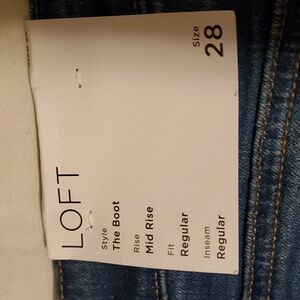 LOFT
Style
The Boot
Rise
Mid Rise
Fit
Regular
Inseam
Regular
Size
28